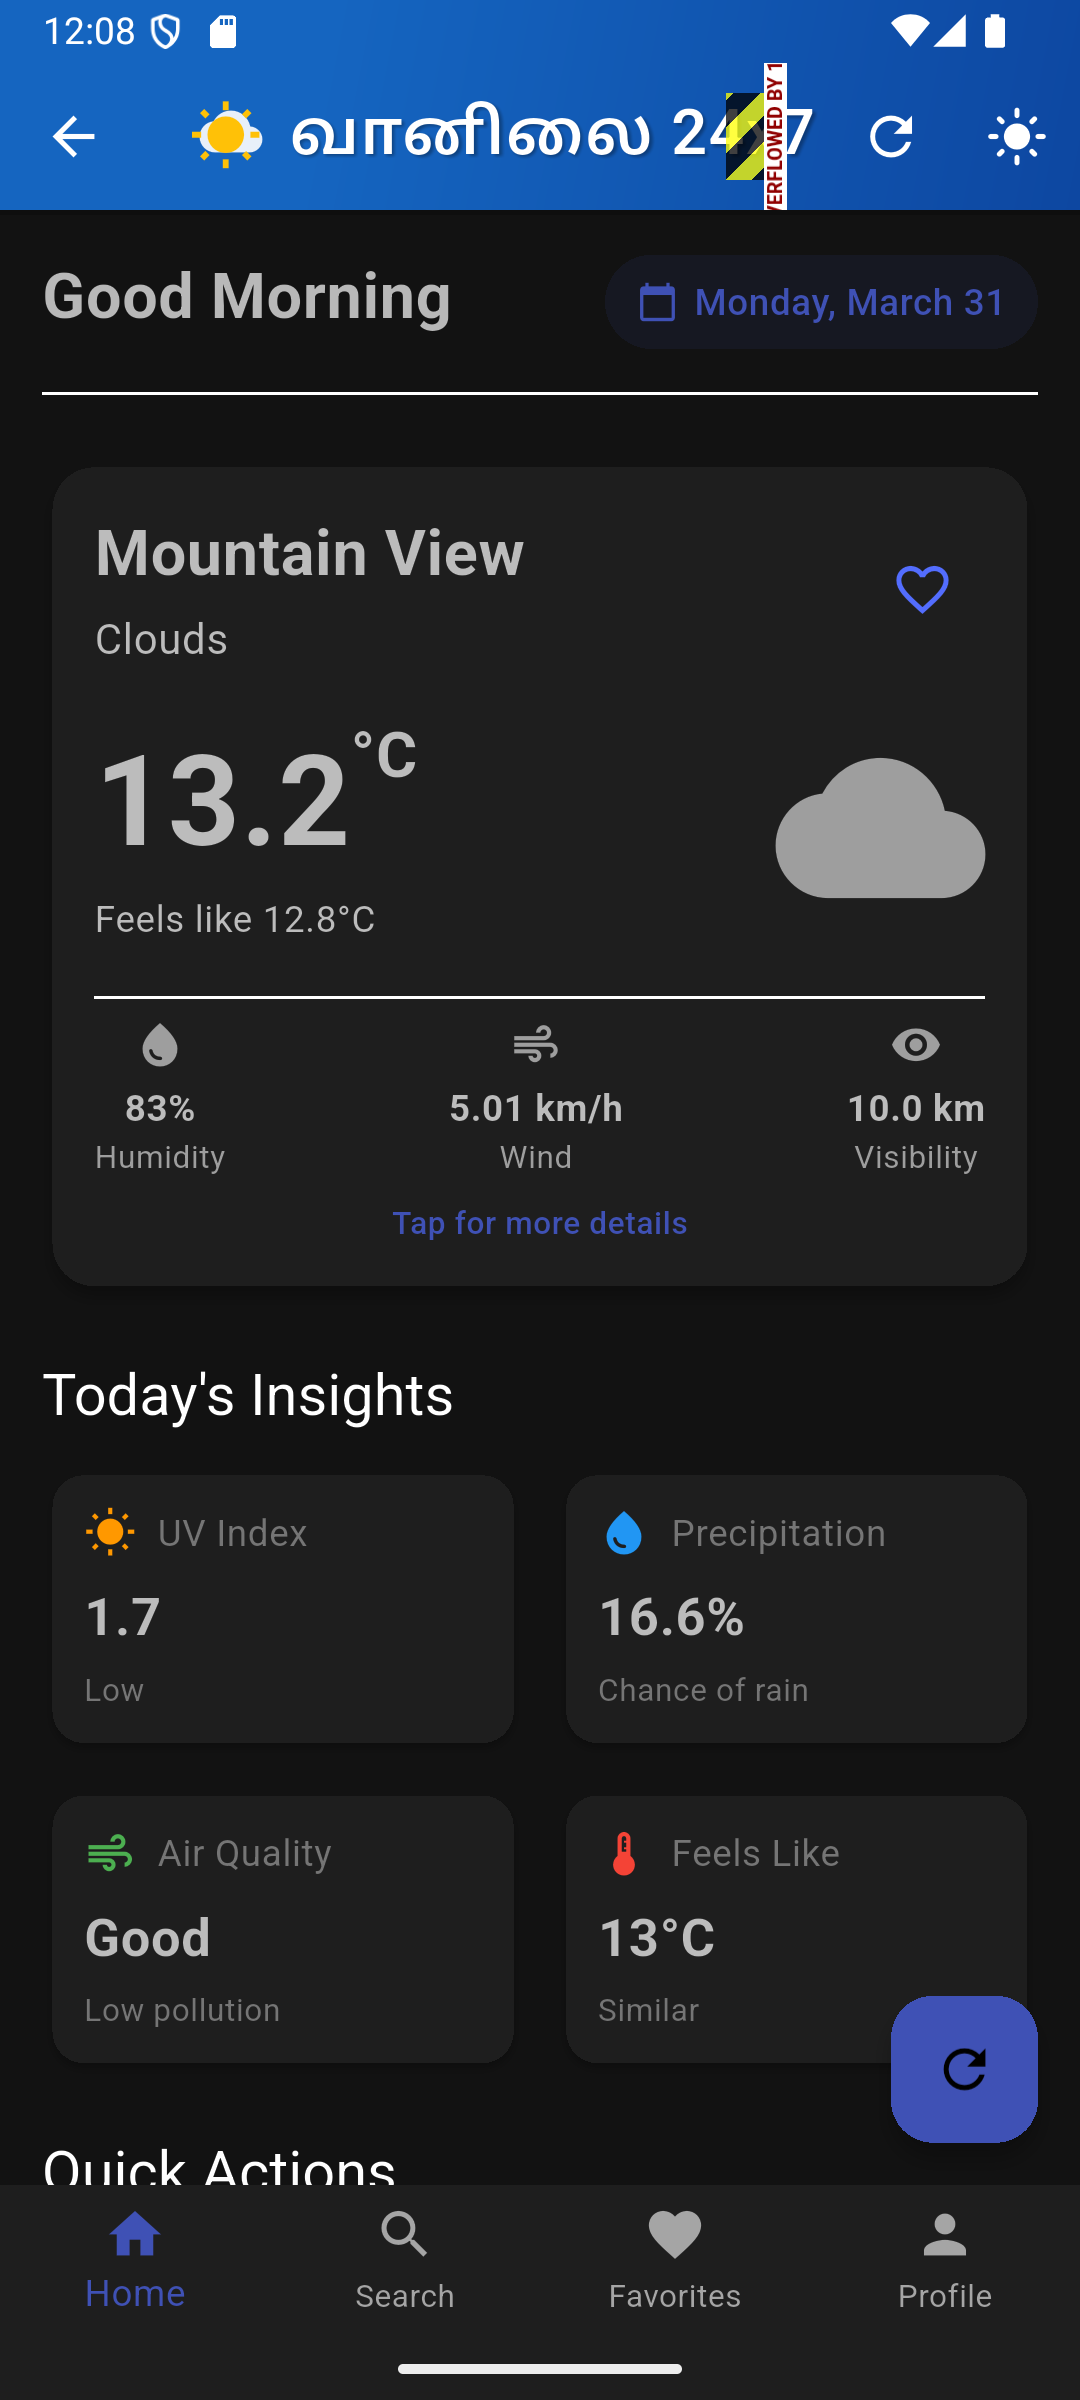 12:08
வானிலை 24x7
VERFLOWED BY 1
Good Morning
Monday, March 31
Mountain View
Clouds
13.2°C
Feels like 12.8°C
83%
Humidity
5.01 km/h
Wind
10.0 km
Visibility
Tap for more details
Today's Insights
UV Index
1.7
Low
Precipitation
16.6%
Chance of rain
Air Quality
Good
Low pollution
Feels Like
13°C
Similar
Quick Actions
Home
Search
Favorites
Profile